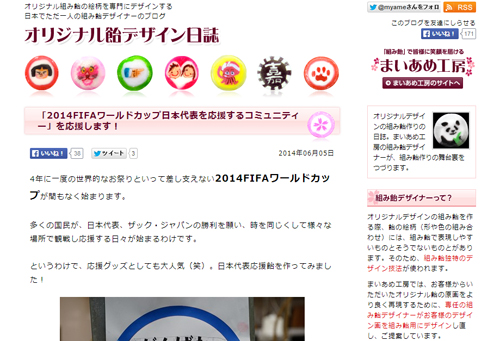 オリジナル組み飴の絵柄を専門にデザインする
日本でただ一人の組み飴デザイナーのブログ
オリジナル飴デザイン日誌
@myameさんをフォロー
RSS
このブログを友達にしらせる
いいね! 71
「組み飴」で皆様に笑顔を届ける
まいあめ工房
まいあめ工房のサイトへ
「2014FIFAワールドカップ日本代表を応援するコミュニティ
ー」を応援します!
いいね! 38
ツイート 3
2014年06月05日
4年に一度の世界的なお祭りといって差し支えない2014FIFAワールドカッ
プが間もなく始まります。
多くの国民が、日本代表、ザック・ジャパンの勝利を願い、時を同じくして様々な
場所で観戦し応援する日々が始まるわけです。
というわけで、応援グッズとしても大人気(笑)。日本代表応援飴を作ってみまし
た!
オリジナルデザイ
ンの組み飴作りの
日誌。まいあめ工
房の組み飴デザイ
ナーが、組み飴作りの舞台裏を
つづります。
組み飴デザイナーって?
オリジナルデザインの組み飴を作
る際、飴の絵柄(形や色の組み合
わせ)には、組み飴で表現しやす
いものとそうでないものとがあり
ます。そのため、組み飴独特のデ
ザイン技法が使われます。
まいあめ工房では、お客様からい
ただいたオリジナル飴の原画をよ
り良く再現するために、専任の組
み飴デザイナーがお客様のデザイ
ン画を組み飴用にデザインし直
し、ご提案しています。